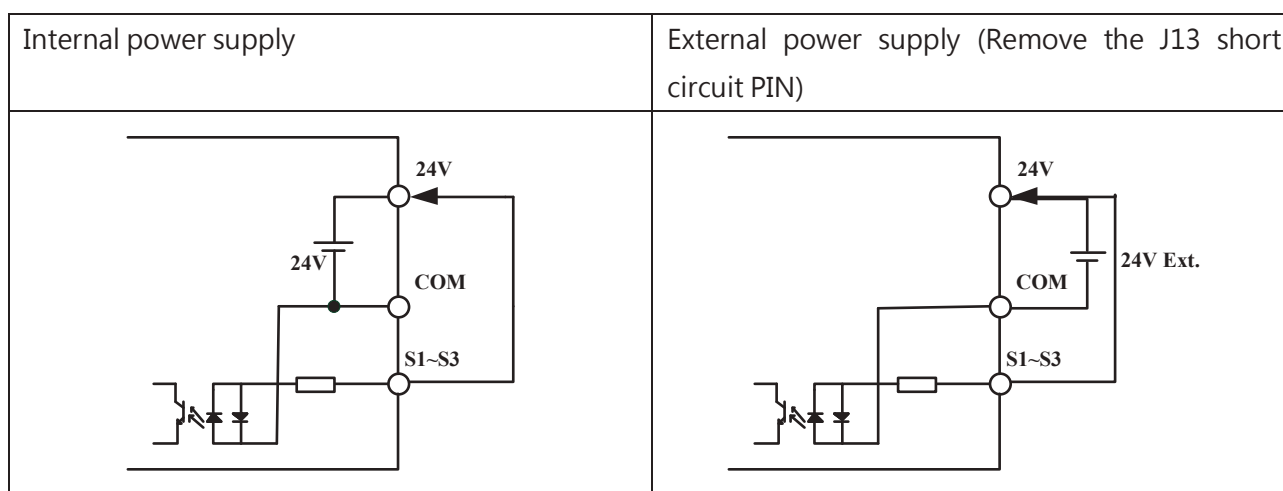 Internal power supply
External power supply (Remove the J13 short
circuit PIN)
24V
24V
COM
S1~S3
24V
24V Ext.
COM
S1~S3